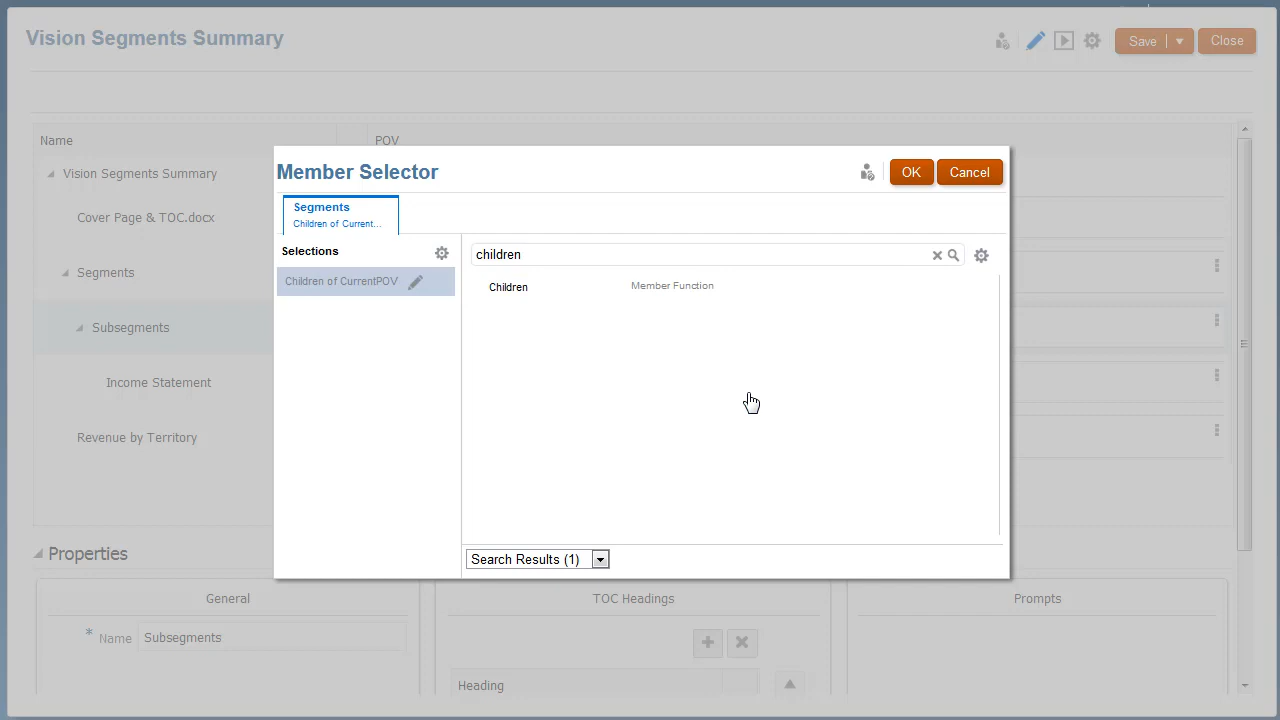 Vision Segments Summary
Save
Close
Name
POV
Vision Segments Summary
Cover Page & TOC.docx
Segments
Subsegments
Income Statement
Revenue by Territory
Member Selector
OK
Cancel
Segments
Children of Current...
Selections
Children of CurrentPOV
children
Children
Member Function
Search Results (1)
Properties
General
* Name
Subsegments
TOC Headings
Heading
Prompts